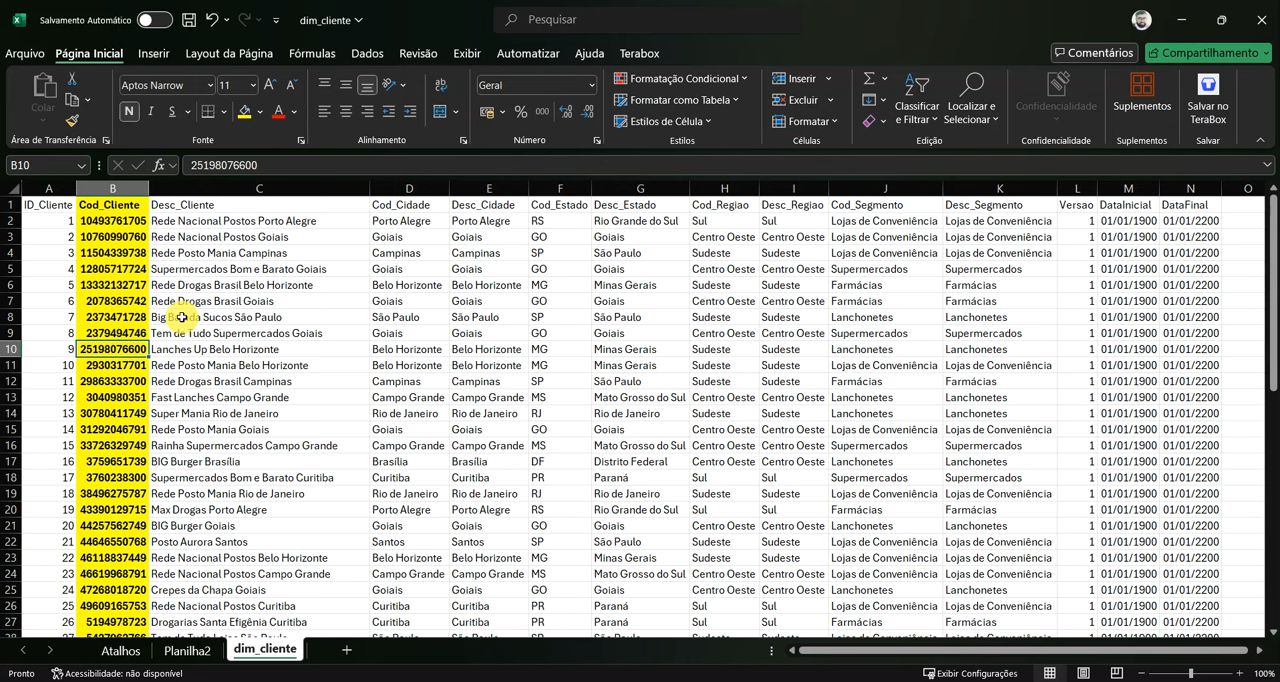 Salvamento Automático
dim_cliente
Pesquisar
Arquivo Página Inicial Inserir Layout da Página Fórmulas Dados Revisão Exibir Automatizar Ajuda Terabox Comentários Compartilhamento
Colar Aptos Narrow 11 Geral Formatação Condicional Inserir Classificar e Filtrar Localizar e Selecionar Confidencialidade Suplementos Salvar no TeraBox
N I S A % 000 Formatar como Tabela Excluir
Estilos de Célula Formatar
Área de Transferência Fonte Alinhamento Número Estilos Células Edição Confidencialidade Suplementos Salvar
B10 fx 25198076600
A B C D E F G H I J K L M N O
1 ID_Cliente Cod_Cliente Desc_Cliente Cod_Cidade Desc_Cidade Cod_Estado Desc_Estado Cod_Regiao Desc_Regiao Cod_Segmento Desc_Segmento Versao DataInicial DataFinal
2 1 10493761705 Rede Nacional Postos Porto Alegre Porto Alegre Porto Alegre RS Rio Grande do Sul Sul Sul Lojas de Conveniência Lojas de Conveniência 1 01/01/1900 01/01/2200
3 2 10760990760 Rede Nacional Postos Goiais Goiais Goiais GO Goiais Centro Oeste Centro Oeste Lojas de Conveniência Lojas de Conveniência 1 01/01/1900 01/01/2200
4 3 11504339738 Rede Posto Mania Campinas Campinas Campinas SP São Paulo Sudeste Sudeste Lojas de Conveniência Lojas de Conveniência 1 01/01/1900 01/01/2200
5 4 12805717724 Supermercados Bom e Barato Goiais Goiais Goiais GO Goiais Centro Oeste Centro Oeste Supermercados Supermercados 1 01/01/1900 01/01/2200
6 5 13332132717 Rede Drogas Brasil Belo Horizonte Belo Horizonte Belo Horizonte MG Minas Gerais Sudeste Sudeste Farmácias Farmácias 1 01/01/1900 01/01/2200
7 6 2078365742 Rede Drogas Brasil Goiais Goiais Goiais GO Goiais Centro Oeste Centro Oeste Farmácias Farmácias 1 01/01/1900 01/01/2200
8 7 2373471728 Big Sucos São Paulo São Paulo São Paulo SP São Paulo Sudeste Sudeste Lanchonetes Lanchonetes 1 01/01/1900 01/01/2200
9 8 2379494746 Tem de Tudo Supermercados Goiais Goiais Goiais GO Goiais Centro Oeste Centro Oeste Supermercados Supermercados 1 01/01/1900 01/01/2200
10 9 25198076600 Lanches Up Belo Horizonte Belo Horizonte Belo Horizonte MG Minas Gerais Sudeste Sudeste Lanchonetes Lanchonetes 1 01/01/1900 01/01/2200
11 10 2930317701 Rede Posto Mania Belo Horizonte Belo Horizonte Belo Horizonte MG Minas Gerais Sudeste Sudeste Lojas de Conveniência Lojas de Conveniência 1 01/01/1900 01/01/2200
12 11 29863333700 Rede Drogas Brasil Campinas Campinas Campinas SP São Paulo Sudeste Sudeste Farmácias Farmácias 1 01/01/1900 01/01/2200
13 12 3040980351 Fast Lanches Campo Grande Campo Grande Campo Grande MS Mato Grosso do Sul Centro Oeste Centro Oeste Lanchonetes Lanchonetes 1 01/01/1900 01/01/2200
14 13 30780411749 Super Mania Rio de Janeiro Rio de Janeiro Rio de Janeiro RJ Rio de Janeiro Sudeste Sudeste Lanchonetes Lanchonetes 1 01/01/1900 01/01/2200
15 14 31292046791 Rede Posto Mania Goiais Goiais Goiais GO Goiais Centro Oeste Centro Oeste Lojas de Conveniência Lojas de Conveniência 1 01/01/1900 01/01/2200
16 15 33726329749 Rainha Supermercados Campo Grande Campo Grande Campo Grande MS Mato Grosso do Sul Centro Oeste Centro Oeste Supermercados Supermercados 1 01/01/1900 01/01/2200
17 16 3759651739 BIG Burger Brasília Brasília Brasília DF Distrito Federal Centro Oeste Centro Oeste Lanchonetes Lanchonetes 1 01/01/1900 01/01/2200
18 17 3760238300 Supermercados Bom e Barato Curitiba Curitiba Curitiba PR Paraná Sul Sul Supermercados Supermercados 1 01/01/1900 01/01/2200
19 18 38496275787 Rede Posto Mania Rio de Janeiro Rio de Janeiro Rio de Janeiro RJ Rio de Janeiro Sudeste Sudeste Lojas de Conveniência Lojas de Conveniência 1 01/01/1900 01/01/2200
20 19 43390129715 Max Drogas Porto Alegre Porto Alegre Porto Alegre RS Rio Grande do Sul Sul Sul Farmácias Farmácias 1 01/01/1900 01/01/2200
21 20 44257562749 BIG Burger Goiais Goiais Goiais GO Goiais Centro Oeste Centro Oeste Lanchonetes Lanchonetes 1 01/01/1900 01/01/2200
22 21 44646550768 Posto Aurora Santos Santos Santos SP São Paulo Sudeste Sudeste Lojas de Conveniência Lojas de Conveniência 1 01/01/1900 01/01/2200
23 22 46118837449 Rede Nacional Postos Belo Horizonte Belo Horizonte Belo Horizonte MG Minas Gerais Sudeste Sudeste Lojas de Conveniência Lojas de Conveniência 1 01/01/1900 01/01/2200
24 23 46619968791 Rede Nacional Postos Campo Grande Campo Grande Campo Grande MS Mato Grosso do Sul Centro Oeste Centro Oeste Lojas de Conveniência Lojas de Conveniência 1 01/01/1900 01/01/2200
25 24 47268018720 Crepes da Chapa Goiais Goiais Goiais GO Goiais Centro Oeste Centro Oeste Lanchonetes Lanchonetes 1 01/01/1900 01/01/2200
26 25 49609165753 Rede Nacional Postos Curitiba Curitiba Curitiba PR Paraná Sul Sul Lojas de Conveniência Lojas de Conveniência 1 01/01/1900 01/01/2200
27 26 5194978723 Drogarias Santa Efigênia Curitiba Curitiba Curitiba PR Paraná Sul Sul Farmácias Farmácias 1 01/01/1900 01/01/2200
Atalhos Planilha2 dim_cliente
Pronto Acessibilidade: não disponível Exibir Configurações 100%